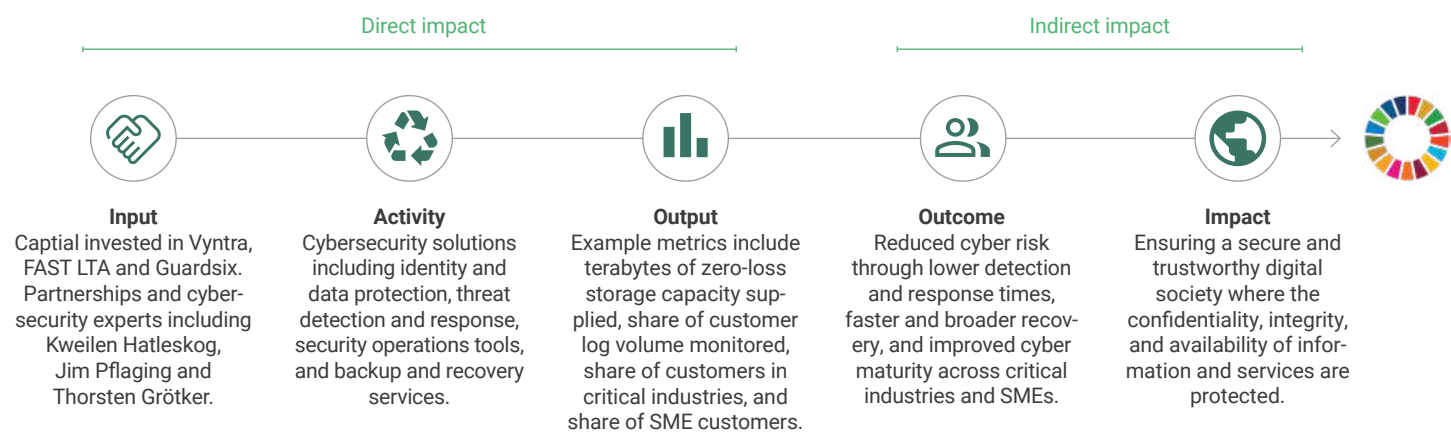 Direct impact
Indirect impact
Input
Captial invested in Vyntra,
FAST LTA and Guardsix.
Partnerships and cyber-
security experts including
Kweilen Hatleskog,
Jim Pflaging and
Thorsten Grötker.
Activity
Cybersecurity solutions
including identity and
data protection, threat
detection and response,
security operations tools,
and backup and recovery
services.
Output
Example metrics include
terabytes of zero-loss
storage capacity sup-
plied, share of customer
log volume monitored,
share of customers in
critical industries, and
share of SME customers.
Outcome
Reduced cyber risk
through lower detection
and response times,
faster and broader recov-
ery, and improved cyber
maturity across critical
industries and SMEs.
Impact
Ensuring a secure and
trustworthy digital
society where the
confidentiality, integrity,
and availability of infor-
mation and services are
protected.